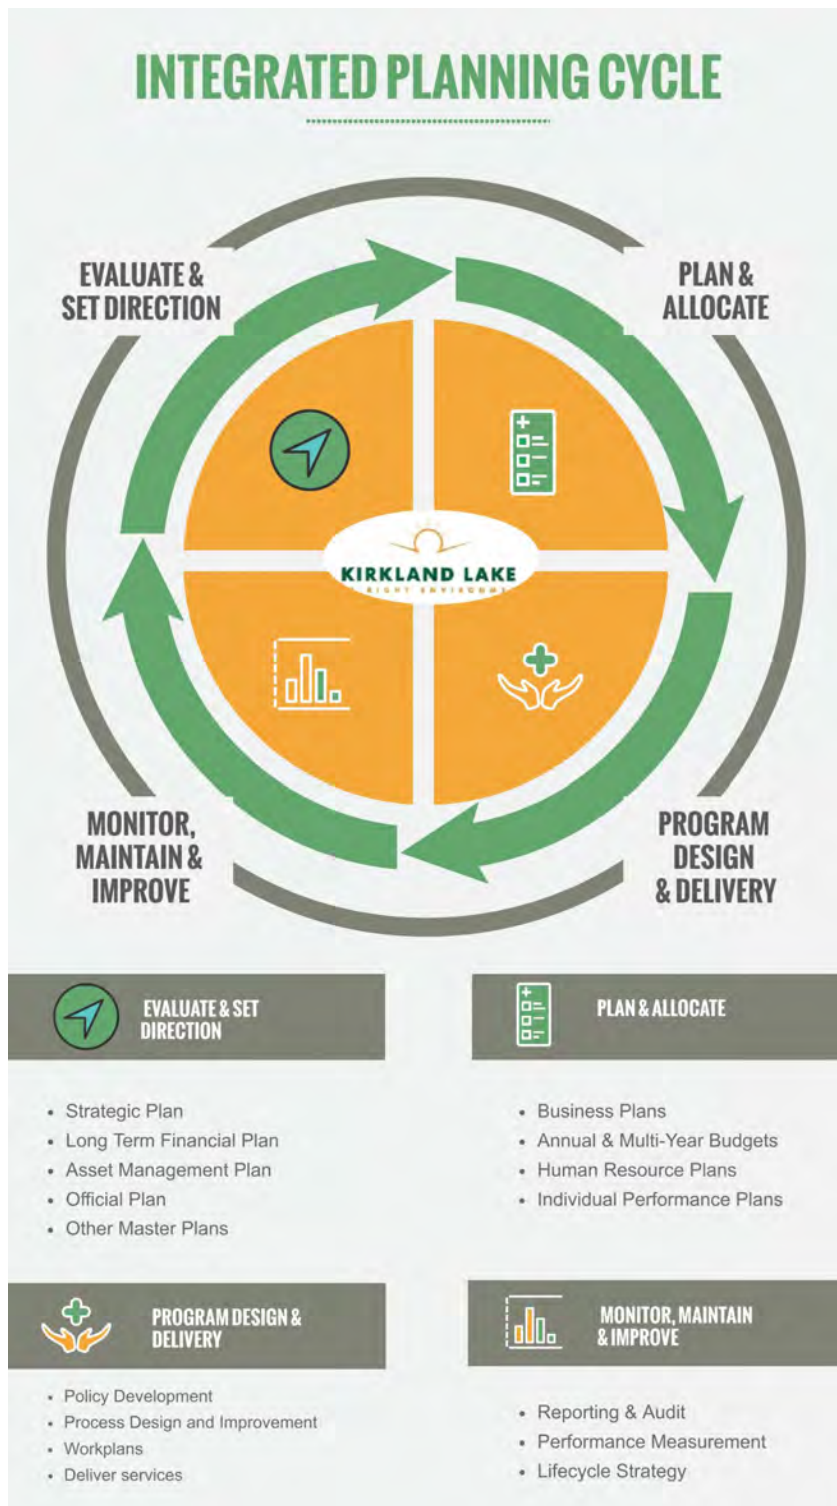 INTEGRATED PLANNING CYCLE
EVALUATE &
SET DIRECTION
PLAN &
ALLOCATE
KIRKLAND LAKE
RIGHT
MONITOR,
MAINTAIN &
IMPROVE
PROGRAM
DESIGN
& DELIVERY
EVALUATE & SET
DIRECTION
• Strategic Plan
• Long Term Financial Plan
• Asset Management Plan
• Official Plan
• Other Master Plans
PLAN & ALLOCATE
• Business Plans
• Annual & Multi-Year Budgets
• Human Resource Plans
• Individual Performance Plans
PROGRAM DESIGN &
DELIVERY
• Policy Development
• Process Design and Improvement
• Workplans
• Deliver services
MONITOR, MAINTAIN
& IMPROVE
• Reporting & Audit
• Performance Measurement
• Lifecycle Strategy